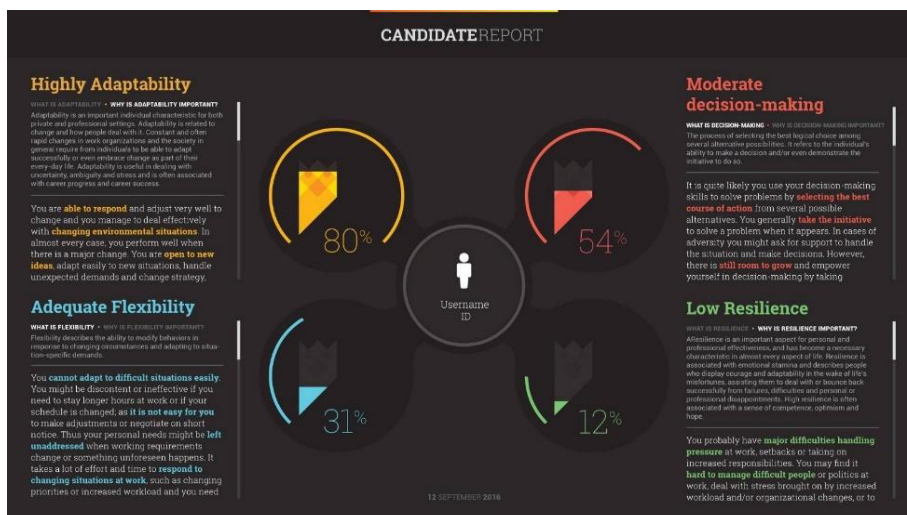 CANDIDATEREPORT
Highly Adaptability
WHAT IS ADAPTABILITY • WHY IS ADAPTABILITY IMPORTANT?
Adaptability is an important individual characteristic for both
private and professional settings. Adaptability is related to
change and how people deal with it. Constant and often
rapid changes in work organizations and the society in
general require from individuals to be able to adapt
successfully or even embrace change as part of their
every-day life. Adaptability is useful in dealing with
uncertainty, ambiguity and stress and is often associated
with career progress and career success.
You are able to respond and adjust very well to
change and you manage to deal effectively
with changing environmental situations. In
almost every case, you perform well when
there is a major change. You are open to new
ideas, adapt easily to new situations, handle
unexpected demands and change strategy,
Adequate Flexibility
WHAT IS FLEXIBILITY • WHY IS FLEXIBILITY IMPORTANT?
Flexibility describes the ability to modify behaviors in
response to changing circumstances and adapting to situa-
tion-specific demands.
You cannot adapt to difficult situations easily.
You might be discontent or ineffective if you
need to stay longer hours at work or if your
schedule is changed; as it is not easy for you
to make adjustments or negotiate on short
notice. Thus your personal needs might be left
unaddressed when working requirements
change or something unforeseen happens. It
takes a lot of effort and time to respond to
changing situations at work, such as changing
priorities or increased workload and you need
80%
54%
Username
ID
31%
12%
12 SEPTEMBER 2016
Moderate
decision-making
WHAT IS DECISION-MAKING • WHY IS DECISION-MAKING IMPORTANT?
The process of selecting the best logical choice among
several alternative possibilities. It refers to the individual's
ability to make a decision and/or even demonstrate the
initiative to do so.
It is quite likely you use your decision-making
skills to solve problems by selecting the best
course of action from several possible
alternatives. You generally take the initiative
to solve a problem when it appears. In cases of
adversity you might ask for support to handle
the situation and make decisions. However,
there is still room to grow and empower
yourself in decision-making by taking
Low Resilience
WHAT IS RESILIENCE • WHY IS RESILIENCE IMPORTANT?
AResilience is an important aspect for personal and
professional effectiveness, and has become a necessary
characteristic in almost every aspect of life. Resilience is
associated with emotional stamina and describes people
who display courage and adaptability in the wake of life's
misfortunes, assisting them to deal with or bounce back
successfully from failures, difficulties and personal or
professional disappointments. High resilience is often
associated with a sense of competence, optimism and
hope.
You probably have major difficulties handling
pressure at work, setbacks or taking on
increased responsibilities. You may find it
hard to manage difficult people or politics at
work, deal with stress brought on by increased
workload and/or organizational changes, or to